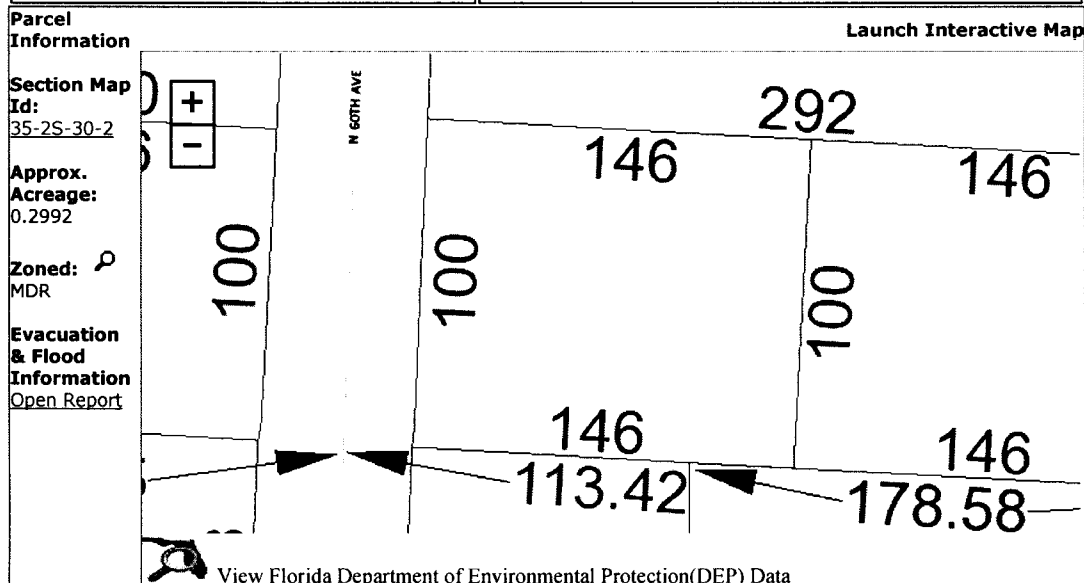 Parcel
Information
Launch Interactive Map
Section Map
Id:
35-2S-30-2
Approx.
Acreage:
0.2992
Zoned:
MDR
Evacuation
& Flood
Information
Open Report
+
−
N 60TH AVE
292
146
146
100
100
100
146
146
113.42
178.58
View Florida Department of Environmental Protection(DEP) Data